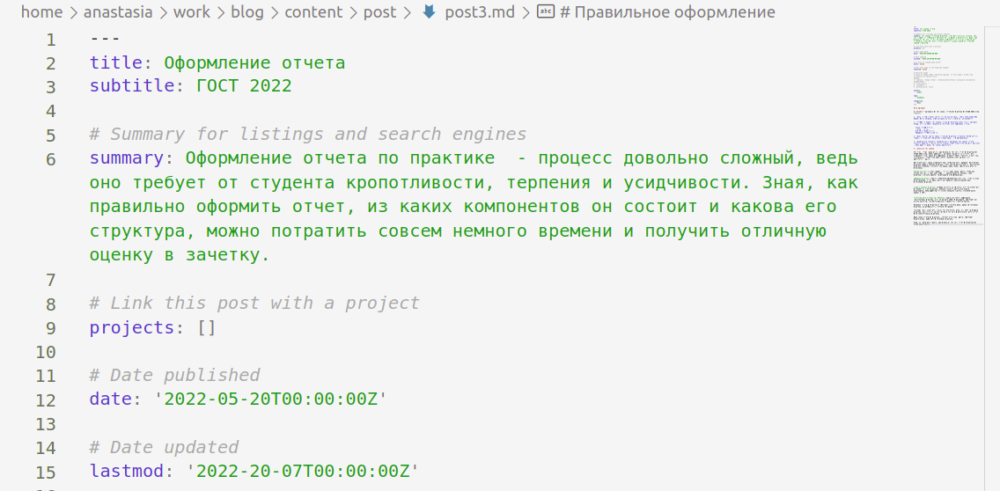 home > anastasia > work > blog > content > post > post3.md > abc # Правильное оформление
1 ---
2 title: Оформление отчета
3 subtitle: ГОСТ 2022
4
5 # Summary for listings and search engines
6 summary: Оформление отчета по практике  - процесс довольно сложный, ведь
оно требует от студента кропотливости, терпения и усидчивости. Зная, как
правильно оформить отчет, из каких компонентов он состоит и какова его
структура, можно потратить совсем немного времени и получить отличную
оценку в зачетку.
7
8 # Link this post with a project
9 projects: []
10
11 # Date published
12 date: '2022-05-20T00:00:00Z'
13
14 # Date updated
15 lastmod: '2022-20-07T00:00:00Z'